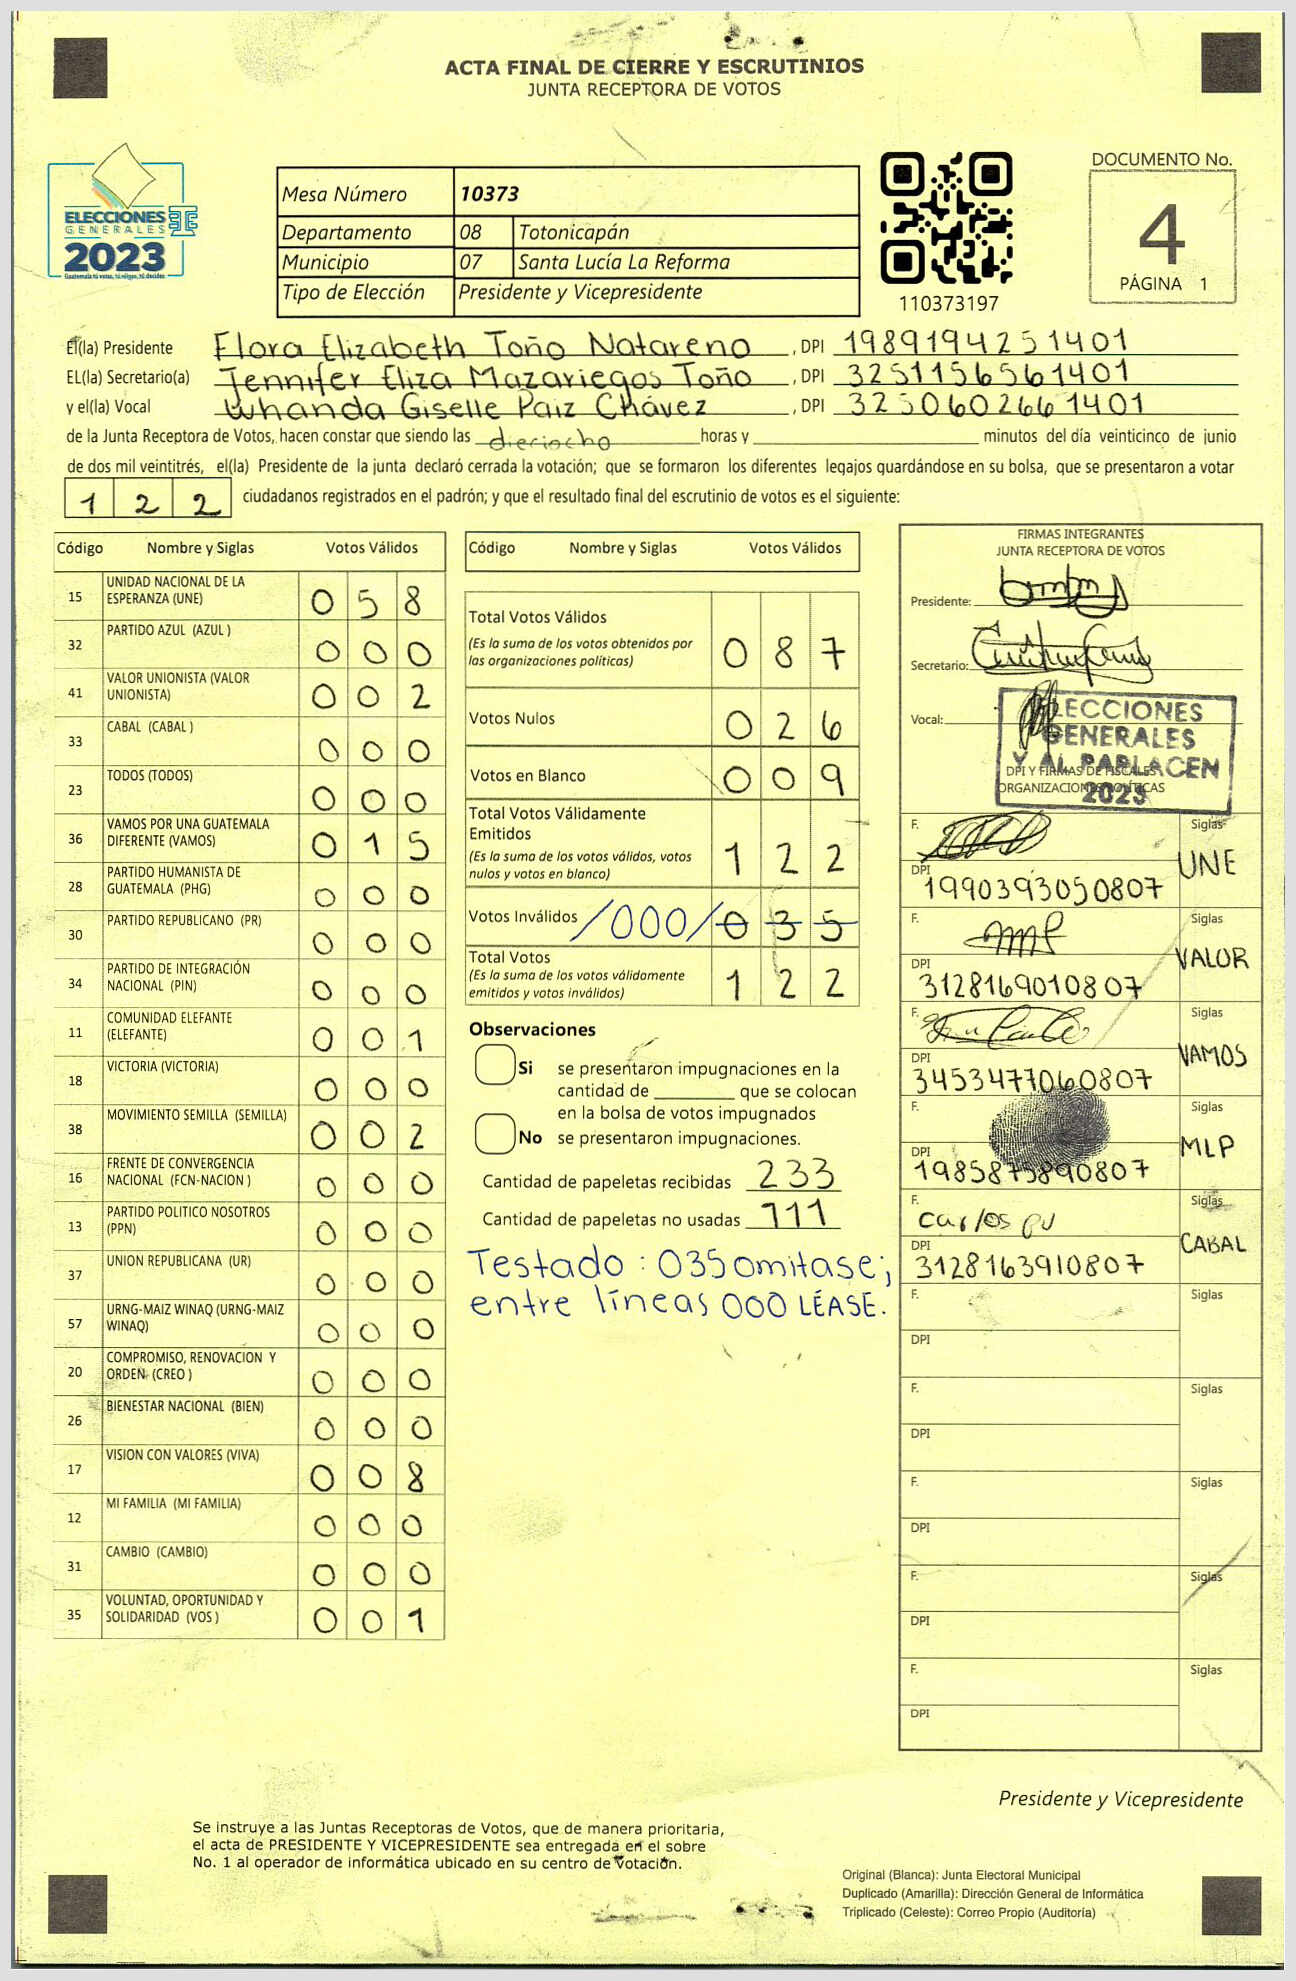 ACTA FINAL DE CIERRE Y ESCRUTINIOS
JUNTA RECEPTORA DE VOTOS
ELECCIONES
GENERALES
2023
Guatemala tú votas, tú eliges, tú decides
Mesa Número 10373
Departamento 08 Totonicapán
Municipio 07 Santa Lucía La Reforma
Tipo de Elección Presidente y Vicepresidente
110373197
DOCUMENTO No.
4
PÁGINA 1
El(la) Presidente Flora Elizabeth Toño Natareno , DPI 1989194251401
EL(la) Secretario(a) Jennifer Eliza Mazariegos Toño , DPI 3251156561401
y el(la) Vocal Whanda Giselle Paiz Chávez , DPI 3250602661401
de la Junta Receptora de Votos, hacen constar que siendo las dieciocho horas y minutos del día veinticinco de junio
de dos mil veintitrés, el(la) Presidente de la junta declaró cerrada la votación; que se formaron los diferentes legajos guardándose en su bolsa, que se presentaron a votar
1 2 2 ciudadanos registrados en el padrón; y que el resultado final del escrutinio de votos es el siguiente:
Código Nombre y Siglas Votos Válidos
15 UNIDAD NACIONAL DE LA ESPERANZA (UNE) 0 5 8
32 PARTIDO AZUL (AZUL ) 0 0 0
41 VALOR UNIONISTA (VALOR UNIONISTA) 0 0 2
33 CABAL (CABAL ) 0 0 0
23 TODOS (TODOS) 0 0 0
36 VAMOS POR UNA GUATEMALA DIFERENTE (VAMOS) 0 1 5
28 PARTIDO HUMANISTA DE GUATEMALA (PHG) 0 0 0
30 PARTIDO REPUBLICANO (PR) 0 0 0
34 PARTIDO DE INTEGRACIÓN NACIONAL (PIN) 0 0 0
11 COMUNIDAD ELEFANTE (ELEFANTE) 0 0 1
18 VICTORIA (VICTORIA) 0 0 0
38 MOVIMIENTO SEMILLA (SEMILLA) 0 0 2
16 FRENTE DE CONVERGENCIA NACIONAL (FCN-NACION ) 0 0 0
13 PARTIDO POLITICO NOSOTROS (PPN) 0 0 0
37 UNION REPUBLICANA (UR) 0 0 0
57 URNG-MAIZ WINAQ (URNG-MAIZ WINAQ) 0 0 0
20 COMPROMISO, RENOVACION Y ORDEN (CREO ) 0 0 0
26 BIENESTAR NACIONAL (BIEN) 0 0 0
17 VISION CON VALORES (VIVA) 0 0 8
12 MI FAMILIA (MI FAMILIA) 0 0 0
31 CAMBIO (CAMBIO) 0 0 0
35 VOLUNTAD, OPORTUNIDAD Y SOLIDARIDAD (VOS ) 0 0 1
Código Nombre y Siglas Votos Válidos
Total Votos Válidos
(Es la suma de los votos obtenidos por
las organizaciones políticas) 0 8 7
Votos Nulos 0 2 6
Votos en Blanco 0 0 9
Total Votos Válidamente
Emitidos
(Es la suma de los votos válidos, votos
nulos y votos en blanco) 1 2 2
Votos Inválidos /000/ 0 3 5
Total Votos
(Es la suma de los votos válidamente
emitidos y votos inválidos) 1 2 2
Observaciones
Si se presentaron impugnaciones en la
cantidad de ________ que se colocan
en la bolsa de votos impugnados
No se presentaron impugnaciones.
Cantidad de papeletas recibidas 233
Cantidad de papeletas no usadas 111
Testado : 035 omitase;
entre líneas 000 LÉASE.
FIRMAS INTEGRANTES
JUNTA RECEPTORA DE VOTOS
Presidente:
Secretario:
Vocal:
ELECCIONES
GENERALES
Y AL PARLACEN
2023
DPI Y FIRMAS DE FISCALES
ORGANIZACIONES POLÍTICAS
F. Siglas UNE
DPI 1990393050807
F. Siglas VALOR
DPI 3128169010807
F. Siglas VAMOS
DPI 3453477060807
F. Siglas MLP
DPI 1985875890807
F. Carlos pu Siglas CABAL
DPI 3128163910807
F. Siglas
DPI
F. Siglas
DPI
F. Siglas
DPI
F. Siglas
DPI
F. Siglas
DPI
Presidente y Vicepresidente
Se instruye a las Juntas Receptoras de Votos, que de manera prioritaria,
el acta de PRESIDENTE Y VICEPRESIDENTE sea entregada en el sobre
No. 1 al operador de informática ubicado en su centro de votación.
Original (Blanca): Junta Electoral Municipal
Duplicado (Amarilla): Dirección General de Informática
Triplicado (Celeste): Correo Propio (Auditoría)